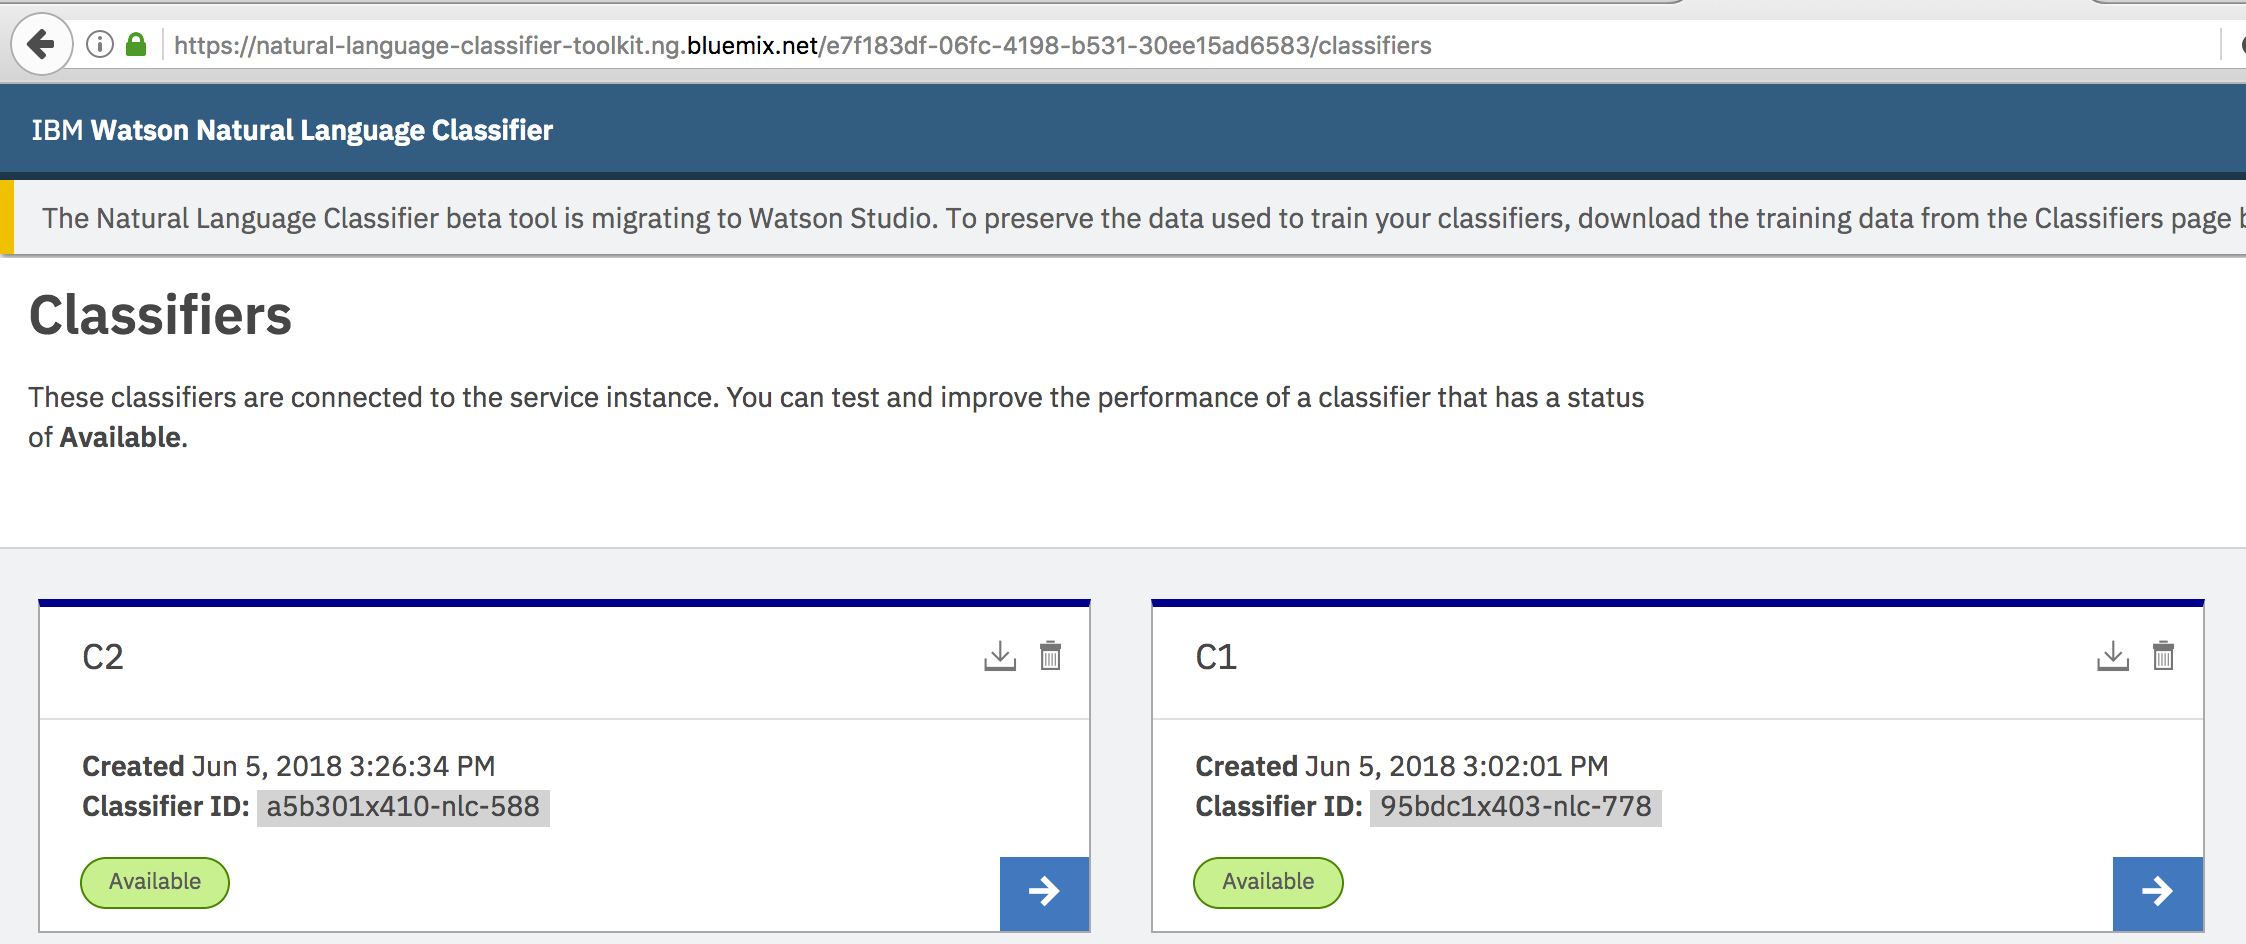 https://natural-language-classifier-toolkit.ng.bluemix.net/e7f183df-06fc-4198-b531-30ee15ad6583/classifiers
IBM Watson Natural Language Classifier
The Natural Language Classifier beta tool is migrating to Watson Studio. To preserve the data used to train your classifiers, download the training data from the Classifiers page
Classifiers
These classifiers are connected to the service instance. You can test and improve the performance of a classifier that has a status
of Available.
C2
Created Jun 5, 2018 3:26:34 PM
Classifier ID: a5b301x410-nlc-588
Available
C1
Created Jun 5, 2018 3:02:01 PM
Classifier ID: 95bdc1x403-nlc-778
Available